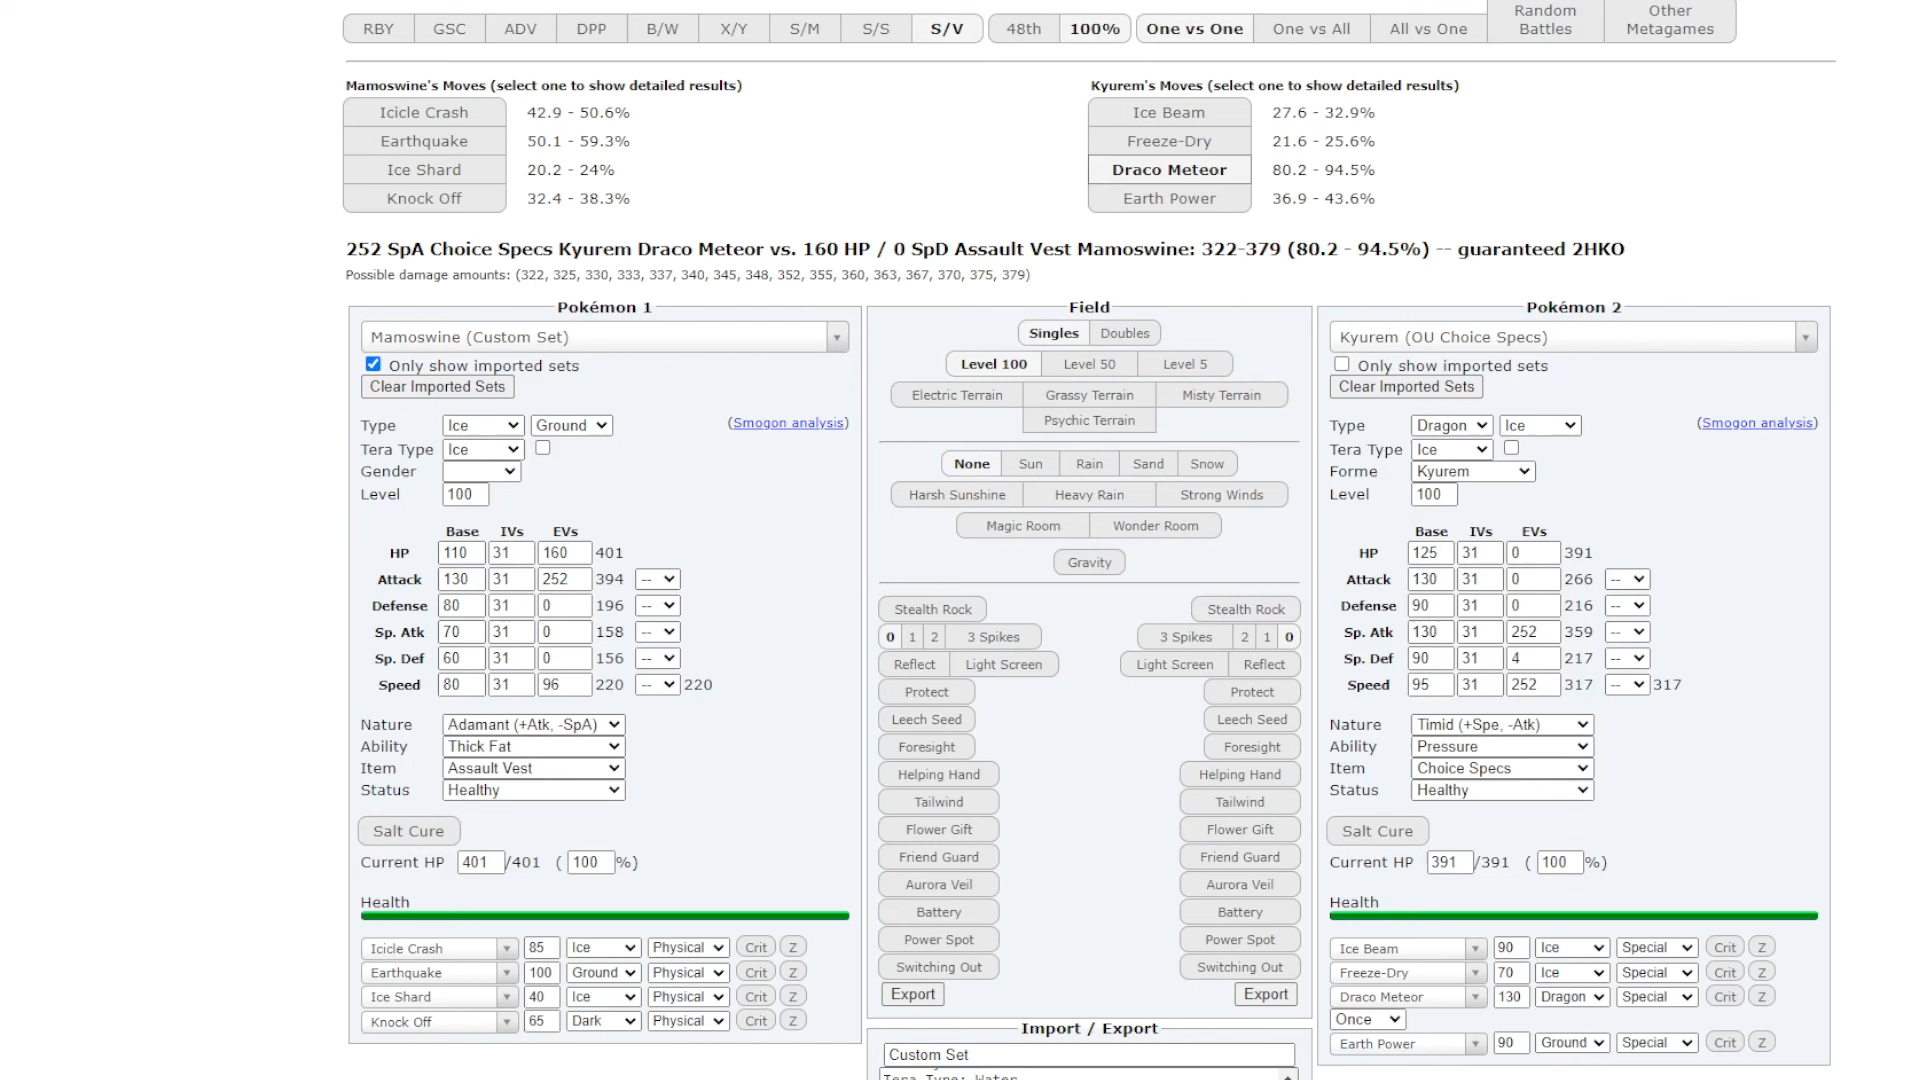 RBY GSC ADV DPP B/W X/Y S/M S/S S/V 48th 100% One vs One One vs All All vs One Random Battles Other Metagames
Mamoswine's Moves (select one to show detailed results) Kyurem's Moves (select one to show detailed results)
Icicle Crash 42.9 - 50.6% Ice Beam 27.6 - 32.9%
Earthquake 50.1 - 59.3% Freeze-Dry 21.6 - 25.6%
Ice Shard 20.2 - 24% Draco Meteor 80.2 - 94.5%
Knock Off 32.4 - 38.3% Earth Power 36.9 - 43.6%
252 SpA Choice Specs Kyurem Draco Meteor vs. 160 HP / 0 SpD Assault Vest Mamoswine: 322-379 (80.2 - 94.5%) -- guaranteed 2HKO
Possible damage amounts: (322, 325, 330, 333, 337, 340, 345, 348, 352, 355, 360, 363, 367, 370, 375, 379)
Pokémon 1
Mamoswine (Custom Set)
Only show imported sets
Clear Imported Sets
Type Ice Ground (Smogon analysis)
Tera Type Ice
Gender
Level 100
Base IVs EVs
HP 110 31 160 401
Attack 130 31 252 394 --
Defense 80 31 0 196 --
Sp. Atk 70 31 0 158 --
Sp. Def 60 31 0 156 --
Speed 80 31 96 220 -- 220
Nature Adamant (+Atk, -SpA)
Ability Thick Fat
Item Assault Vest
Status Healthy
Salt Cure
Current HP 401 /401 ( 100 %)
Health
Icicle Crash 85 Ice Physical Crit Z
Earthquake 100 Ground Physical Crit Z
Ice Shard 40 Ice Physical Crit Z
Knock Off 65 Dark Physical Crit Z
Field
Singles Doubles
Level 100 Level 50 Level 5
Electric Terrain Grassy Terrain Misty Terrain
Psychic Terrain
None Sun Rain Sand Snow
Harsh Sunshine Heavy Rain Strong Winds
Magic Room Wonder Room
Gravity
Stealth Rock Stealth Rock
0 1 2 3 Spikes 3 Spikes 2 1 0
Reflect Light Screen Light Screen Reflect
Protect Protect
Leech Seed Leech Seed
Foresight Foresight
Helping Hand Helping Hand
Tailwind Tailwind
Flower Gift Flower Gift
Friend Guard Friend Guard
Aurora Veil Aurora Veil
Battery Battery
Power Spot Power Spot
Switching Out Switching Out
Export Export
Import / Export
Custom Set
Tera Type: Water
Pokémon 2
Kyurem (OU Choice Specs)
Only show imported sets
Clear Imported Sets
Type Dragon Ice (Smogon analysis)
Tera Type Ice
Forme Kyurem
Level 100
Base IVs EVs
HP 125 31 0 391
Attack 130 31 0 266 --
Defense 90 31 0 216 --
Sp. Atk 130 31 252 359 --
Sp. Def 90 31 4 217 --
Speed 95 31 252 317 -- 317
Nature Timid (+Spe, -Atk)
Ability Pressure
Item Choice Specs
Status Healthy
Salt Cure
Current HP 391 /391 ( 100 %)
Health
Ice Beam 90 Ice Special Crit Z
Freeze-Dry 70 Ice Special Crit Z
Draco Meteor 130 Dragon Special Crit Z
Once
Earth Power 90 Ground Special Crit Z